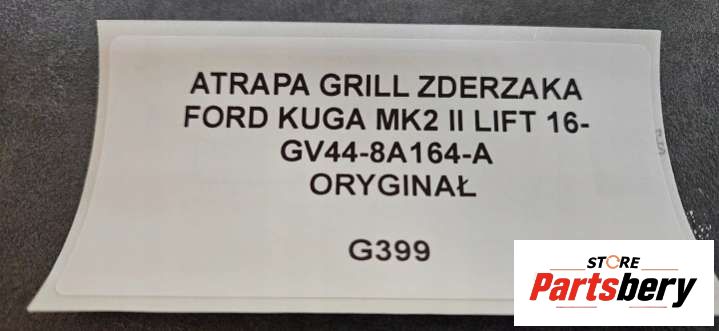 ATRAPA GRILL ZDERZAKA
FORD KUGA MK2 II LIFT 16-
GV44-8A164-A
ORYGINAŁ
G399
STORE
Partsbery